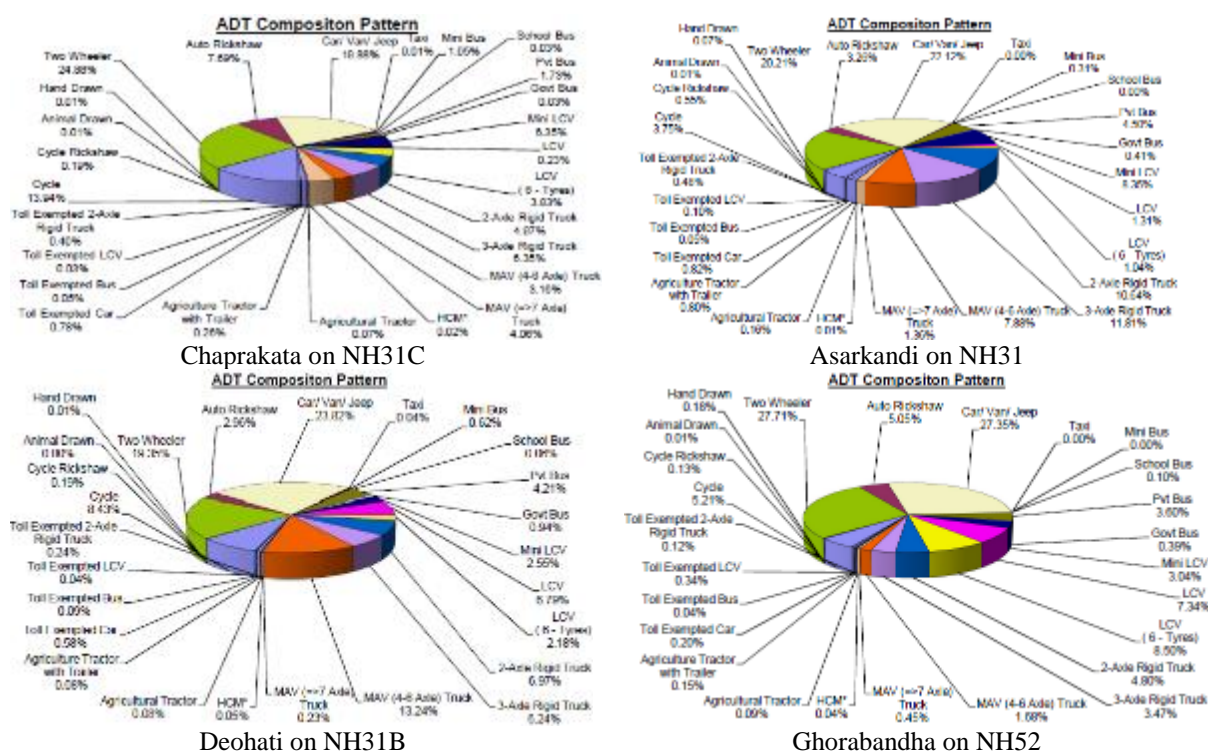 ADT Compositon Pattern
Two Wheeler
24.88%
Auto Rickshaw
7.69%
Car/ Van/ Jeep
Taxi
0.01%
Mini Bus
1.05%
School Bus
0.03%
Pvt Bus
1.73%
Govt Bus
0.03%
Mini LCV
LCV
0.23%
LCV
( 6 - Tyres)
3.03%
2-Axle Rigid Truck
3-Axle Rigid Truck
MAV (4-6 Axle) Truck
3.16%
MAV (=>7 Axle)
Truck
4.06%
HCM*
0.02%
Agricultural Tractor
0.07%
Agriculture Tractor
with Trailer
0.26%
Toll Exempted Car
0.78%
Toll Exempted Bus
0.05%
Toll Exempted LCV
0.03%
Toll Exempted 2-Axle
Rigid Truck
0.40%
Cycle
13.94%
Cycle Rickshaw
0.19%
Animal Drawn
0.01%
Hand Drawn
0.01%
Chaprakata on NH31C
ADT Compositon Pattern
Hand Drawn
0.07%
Two Wheeler
20.21%
Auto Rickshaw
3.26%
Car/ Van/ Jeep
Taxi
0.00%
Mini Bus
School Bus
0.00%
Pvt Bus
4.50%
Govt Bus
0.41%
Mini LCV
LCV
1.31%
LCV
( 6 - Tyres)
1.04%
2-Axle Rigid Truck
10.64%
3-Axle Rigid Truck
11.81%
MAV (4-6 Axle) Truck
7.88%
MAV (=>7 Axle)
Truck
HCM*
0.01%
Agricultural Tractor
0.16%
Agriculture Tractor
with Trailer
0.80%
Toll Exempted Car
0.82%
Toll Exempted Bus
0.05%
Toll Exempted LCV
0.10%
Toll Exempted 2-Axle
Rigid Truck
Cycle
3.75%
Cycle Rickshaw
0.55%
Animal Drawn
0.01%
Asarkandi on NH31
ADT Compositon Pattern
Hand Drawn
0.01%
Two Wheeler
19.35%
Auto Rickshaw
2.96%
Car/ Van/ Jeep
23.82%
Taxi
0.04%
Mini Bus
0.62%
School Bus
Pvt Bus
4.21%
Govt Bus
0.94%
Mini LCV
LCV
LCV
( 6 - Tyres)
2.18%
2-Axle Rigid Truck
6.97%
3-Axle Rigid Truck
MAV (4-6 Axle) Truck
13.24%
MAV (=>7 Axle)
Truck
0.23%
HCM*
0.05%
Agricultural Tractor
Agriculture Tractor
with Trailer
Toll Exempted Car
0.58%
Toll Exempted Bus
0.09%
Toll Exempted LCV
0.04%
Toll Exempted 2-Axle
Rigid Truck
0.24%
Cycle
8.43%
Cycle Rickshaw
0.19%
Animal Drawn
0.00%
Deohati on NH31B
ADT Compositon Pattern
Hand Drawn
Two Wheeler
27.71%
Auto Rickshaw
5.05%
Car/ Van/ Jeep
27.35%
Taxi
0.00%
Mini Bus
0.00%
School Bus
0.10%
Pvt Bus
3.60%
Govt Bus
0.39%
Mini LCV
3.04%
LCV
7.34%
LCV
( 6 - Tyres)
8.50%
2-Axle Rigid Truck
4.80%
3-Axle Rigid Truck
3.47%
MAV (4-6 Axle) Truck
MAV (=>7 Axle)
Truck
0.45%
HCM*
0.04%
Agricultural Tractor
0.09%
Agriculture Tractor
with Trailer
0.15%
Toll Exempted Car
0.20%
Toll Exempted Bus
0.04%
Toll Exempted LCV
0.34%
Toll Exempted 2-Axle
Rigid Truck
0.12%
Cycle
5.21%
Cycle Rickshaw
0.13%
Animal Drawn
0.01%
Ghorabandha on NH52